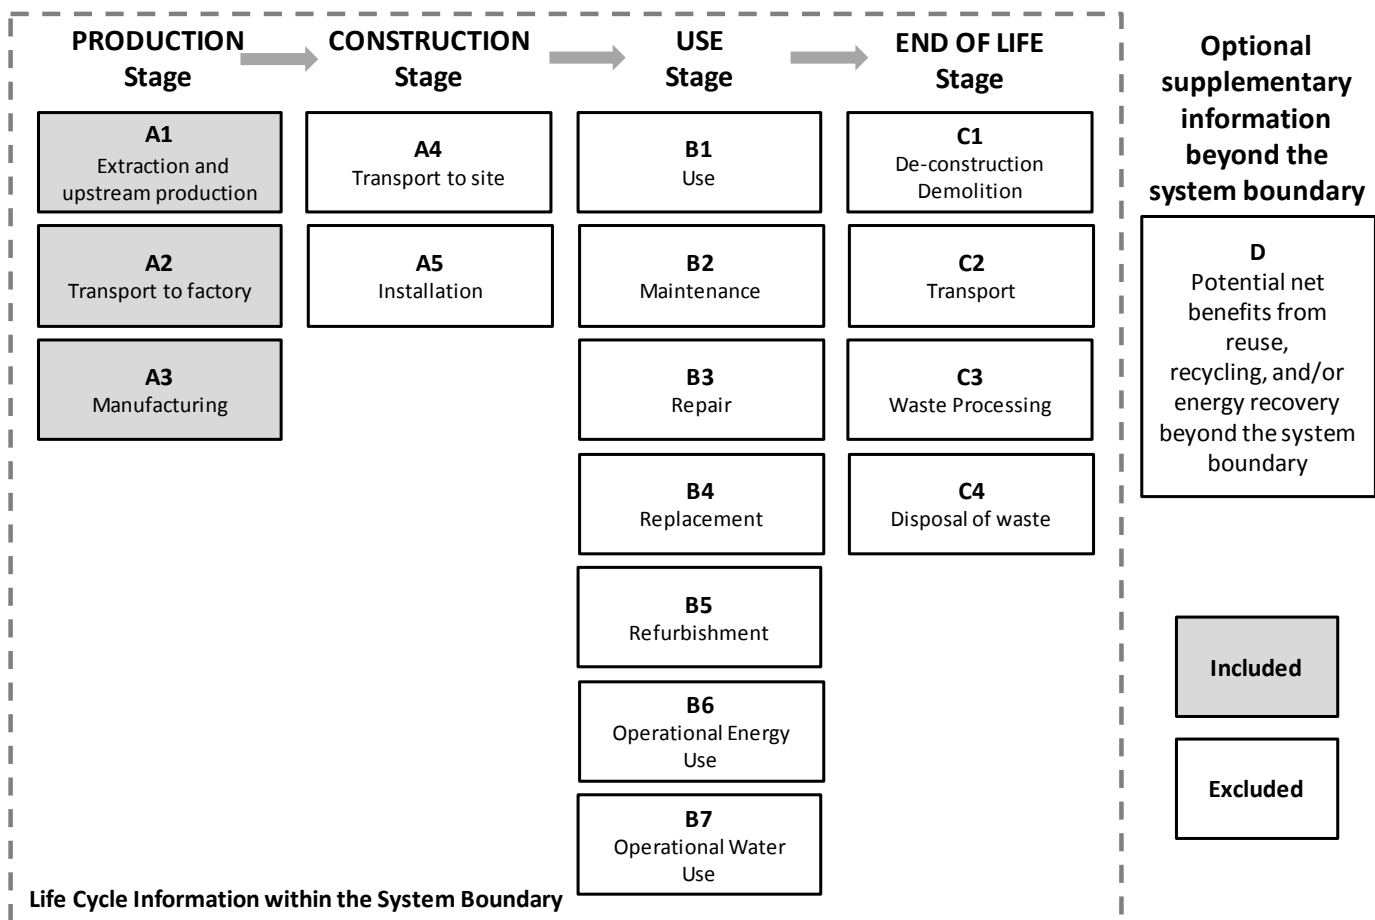 PRODUCTION
Stage
CONSTRUCTION
Stage
USE
Stage
END OF LIFE
Stage
Optional
supplementary
information
beyond the
system boundary
A1
Extraction and
upstream production
A2
Transport to factory
A3
Manufacturing
A4
Transport to site
A5
Installation
B1
Use
B2
Maintenance
B3
Repair
B4
Replacement
B5
Refurbishment
B6
Operational Energy
Use
B7
Operational Water
Use
C1
De-construction
Demolition
C2
Transport
C3
Waste Processing
C4
Disposal of waste
D
Potential net
benefits from
reuse,
recycling, and/or
energy recovery
beyond the system
boundary
Included
Excluded
Life Cycle Information within the System Boundary